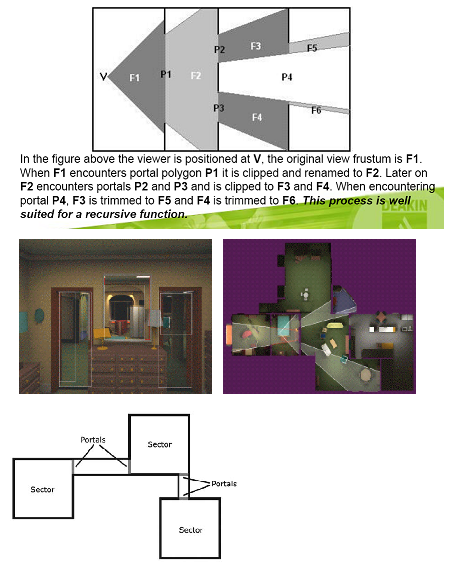 P2
F3
F5
V
F1
P1
F2
P4
P3
F4
F6
In the figure above the viewer is positioned at V, the original view frustum is F1.
When F1 encounters portal polygon P1 it is clipped and renamed to F2. Later on
F2 encounters portals P2 and P3 and is clipped to F3 and F4. When encountering
portal P4, F3 is trimmed to F5 and F4 is trimmed to F6. This process is well
suited for a recursive function.
DEAKIN
Portals
Sector
Sector
Portals
Sector